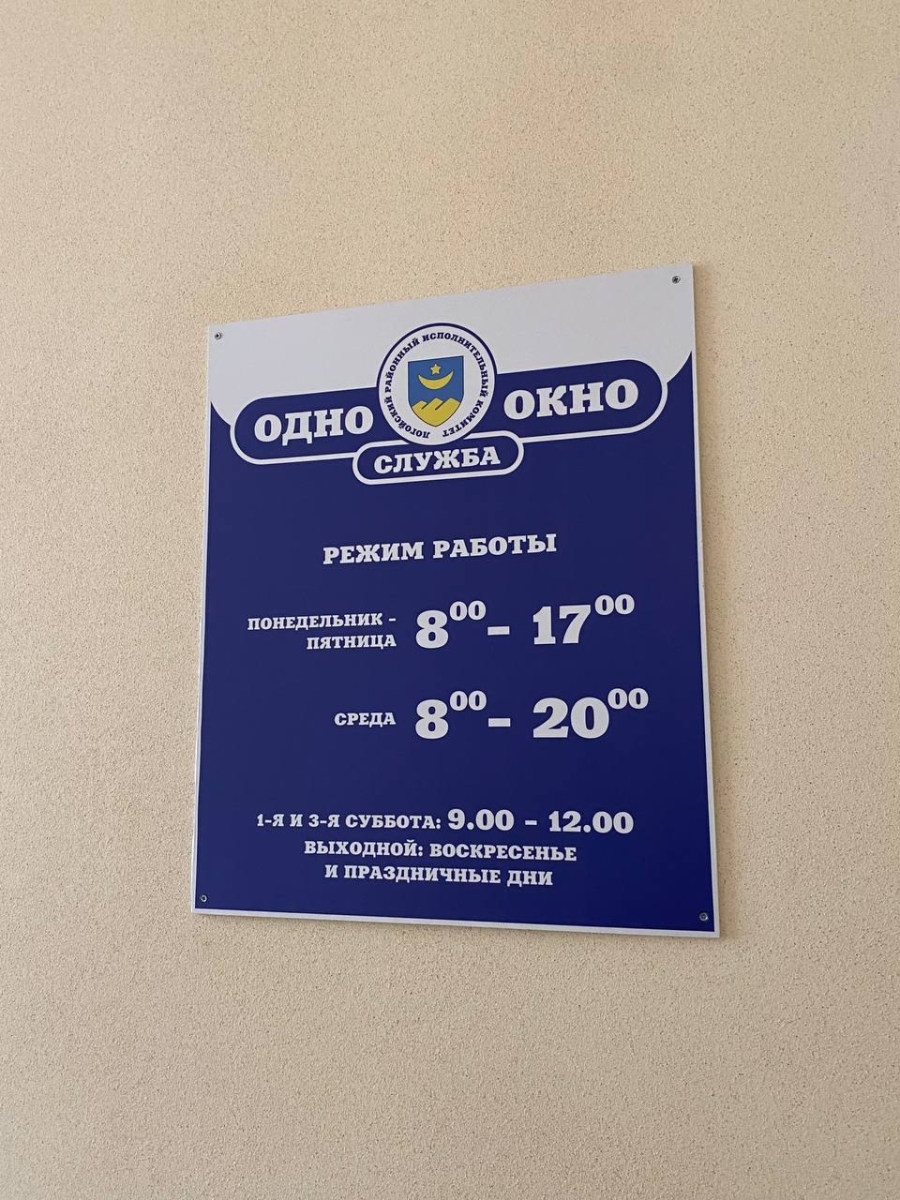 ЛОГОЙСКИЙ РАЙОННЫЙ ИСПОЛНИТЕЛЬНЫЙ КОМИТЕТ
ОДНО ОКНО
СЛУЖБА
РЕЖИМ РАБОТЫ
ПОНЕДЕЛЬНИК -
ПЯТНИЦА 8⁰⁰- 17⁰⁰
СРЕДА 8⁰⁰- 20⁰⁰
1-Я И 3-Я СУББОТА: 9.00 - 12.00
ВЫХОДНОЙ: ВОСКРЕСЕНЬЕ
И ПРАЗДНИЧНЫЕ ДНИ